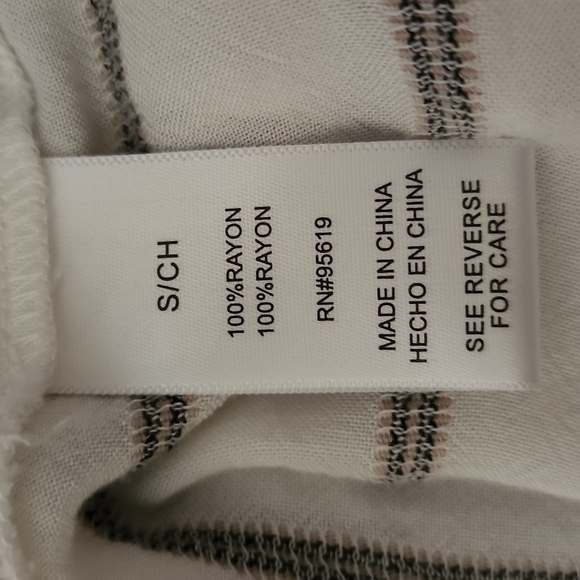 S/CH
100%RAYON
100%RAYON
RN#95619
MADE IN CHINA
HECHO EN CHINA
SEE REVERSE
FOR CARE